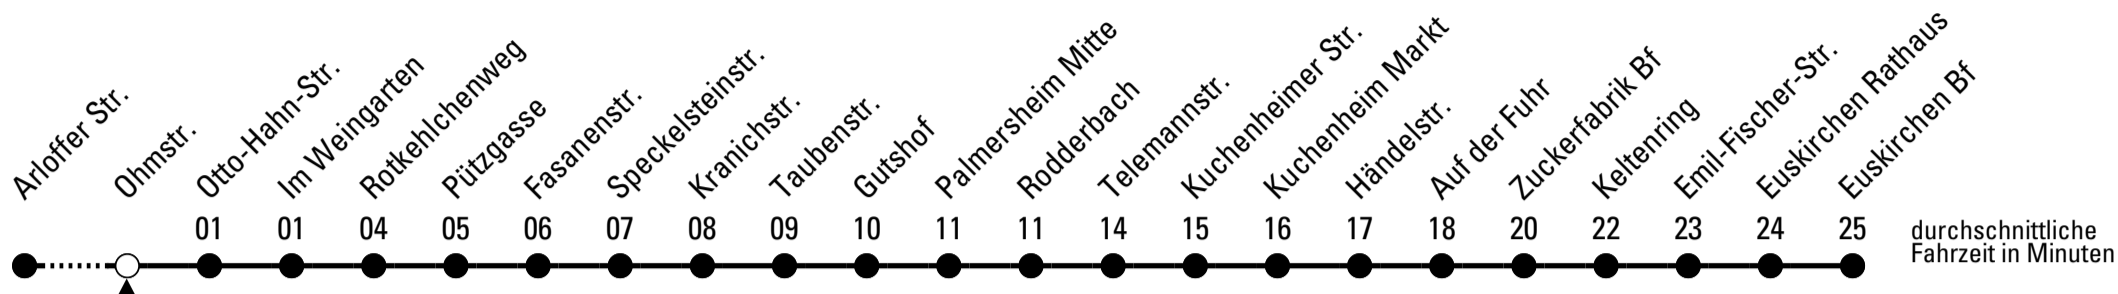 Arloffer Str.
Ohmstr.
Otto-Hahn-Str.
Im Weingarten
Rotkehlchenweg
Pützgasse
Fasanenstr.
Speckelsteinstr.
Kranichstr.
Taubenstr.
Gutshof
Palmersheim Mitte
Rodderbach
Telemannstr.
Kuchenheimer Str.
Kuchenheim Markt
Händelstr.
Auf der Fuhr
Zuckerfabrik Bf
Keltenring
Emil-Fischer-Str.
Euskirchen Rathaus
Euskirchen Bf
01 01 04 05 06 07 08 09 10 11 11 14 15 16 17 18 20 22 23 24 25
durchschnittliche
Fahrzeit in Minuten